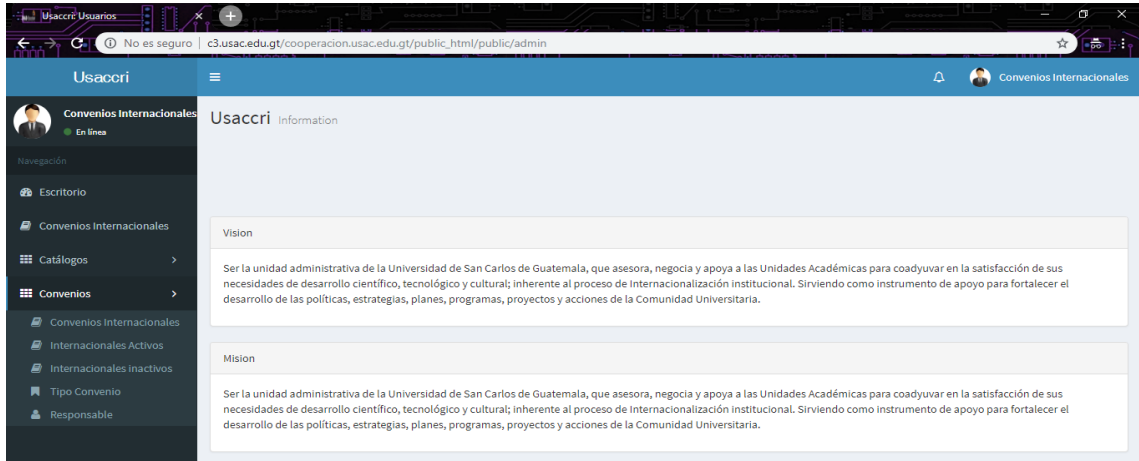 Usaccri: Usuarios
No es seguro | c3.usac.edu.gt/cooperacion.usac.edu.gt/public_html/public/admin
Usaccri
Convenios Internacionales
Convenios Internacionales
En línea
Navegación
Escritorio
Convenios Internacionales
Catálogos
Convenios
Convenios Internacionales
Internacionales Activos
Internacionales inactivos
Tipo Convenio
Responsable
Usaccri Information
Vision
Ser la unidad administrativa de la Universidad de San Carlos de Guatemala, que asesora, negocia y apoya a las Unidades Académicas para coadyuvar en la satisfacción de sus
necesidades de desarrollo científico, tecnológico y cultural; inherente al proceso de Internacionalización institucional. Sirviendo como instrumento de apoyo para fortalecer el
desarrollo de las políticas, estrategias, planes, programas, proyectos y acciones de la Comunidad Universitaria.
Mision
Ser la unidad administrativa de la Universidad de San Carlos de Guatemala, que asesora, negocia y apoya a las Unidades Académicas para coadyuvar en la satisfacción de sus
necesidades de desarrollo científico, tecnológico y cultural; inherente al proceso de Internacionalización institucional. Sirviendo como instrumento de apoyo para fortalecer el
desarrollo de las políticas, estrategias, planes, programas, proyectos y acciones de la Comunidad Universitaria.